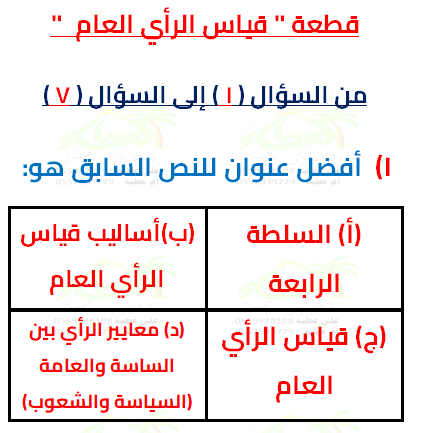 قطعة " قياس الرأي العام "
من السؤال ( ١ ) إلى السؤال ( ٧ )
١) أفضل عنوان للنص السابق هو:
(أ) السلطة
الرابعة
(ب)أساليب قياس
الرأي العام
(ج) قياس الرأي
العام
(د) معايير الرأي بين
الساسة والعامة
(السياسة والشعوب)